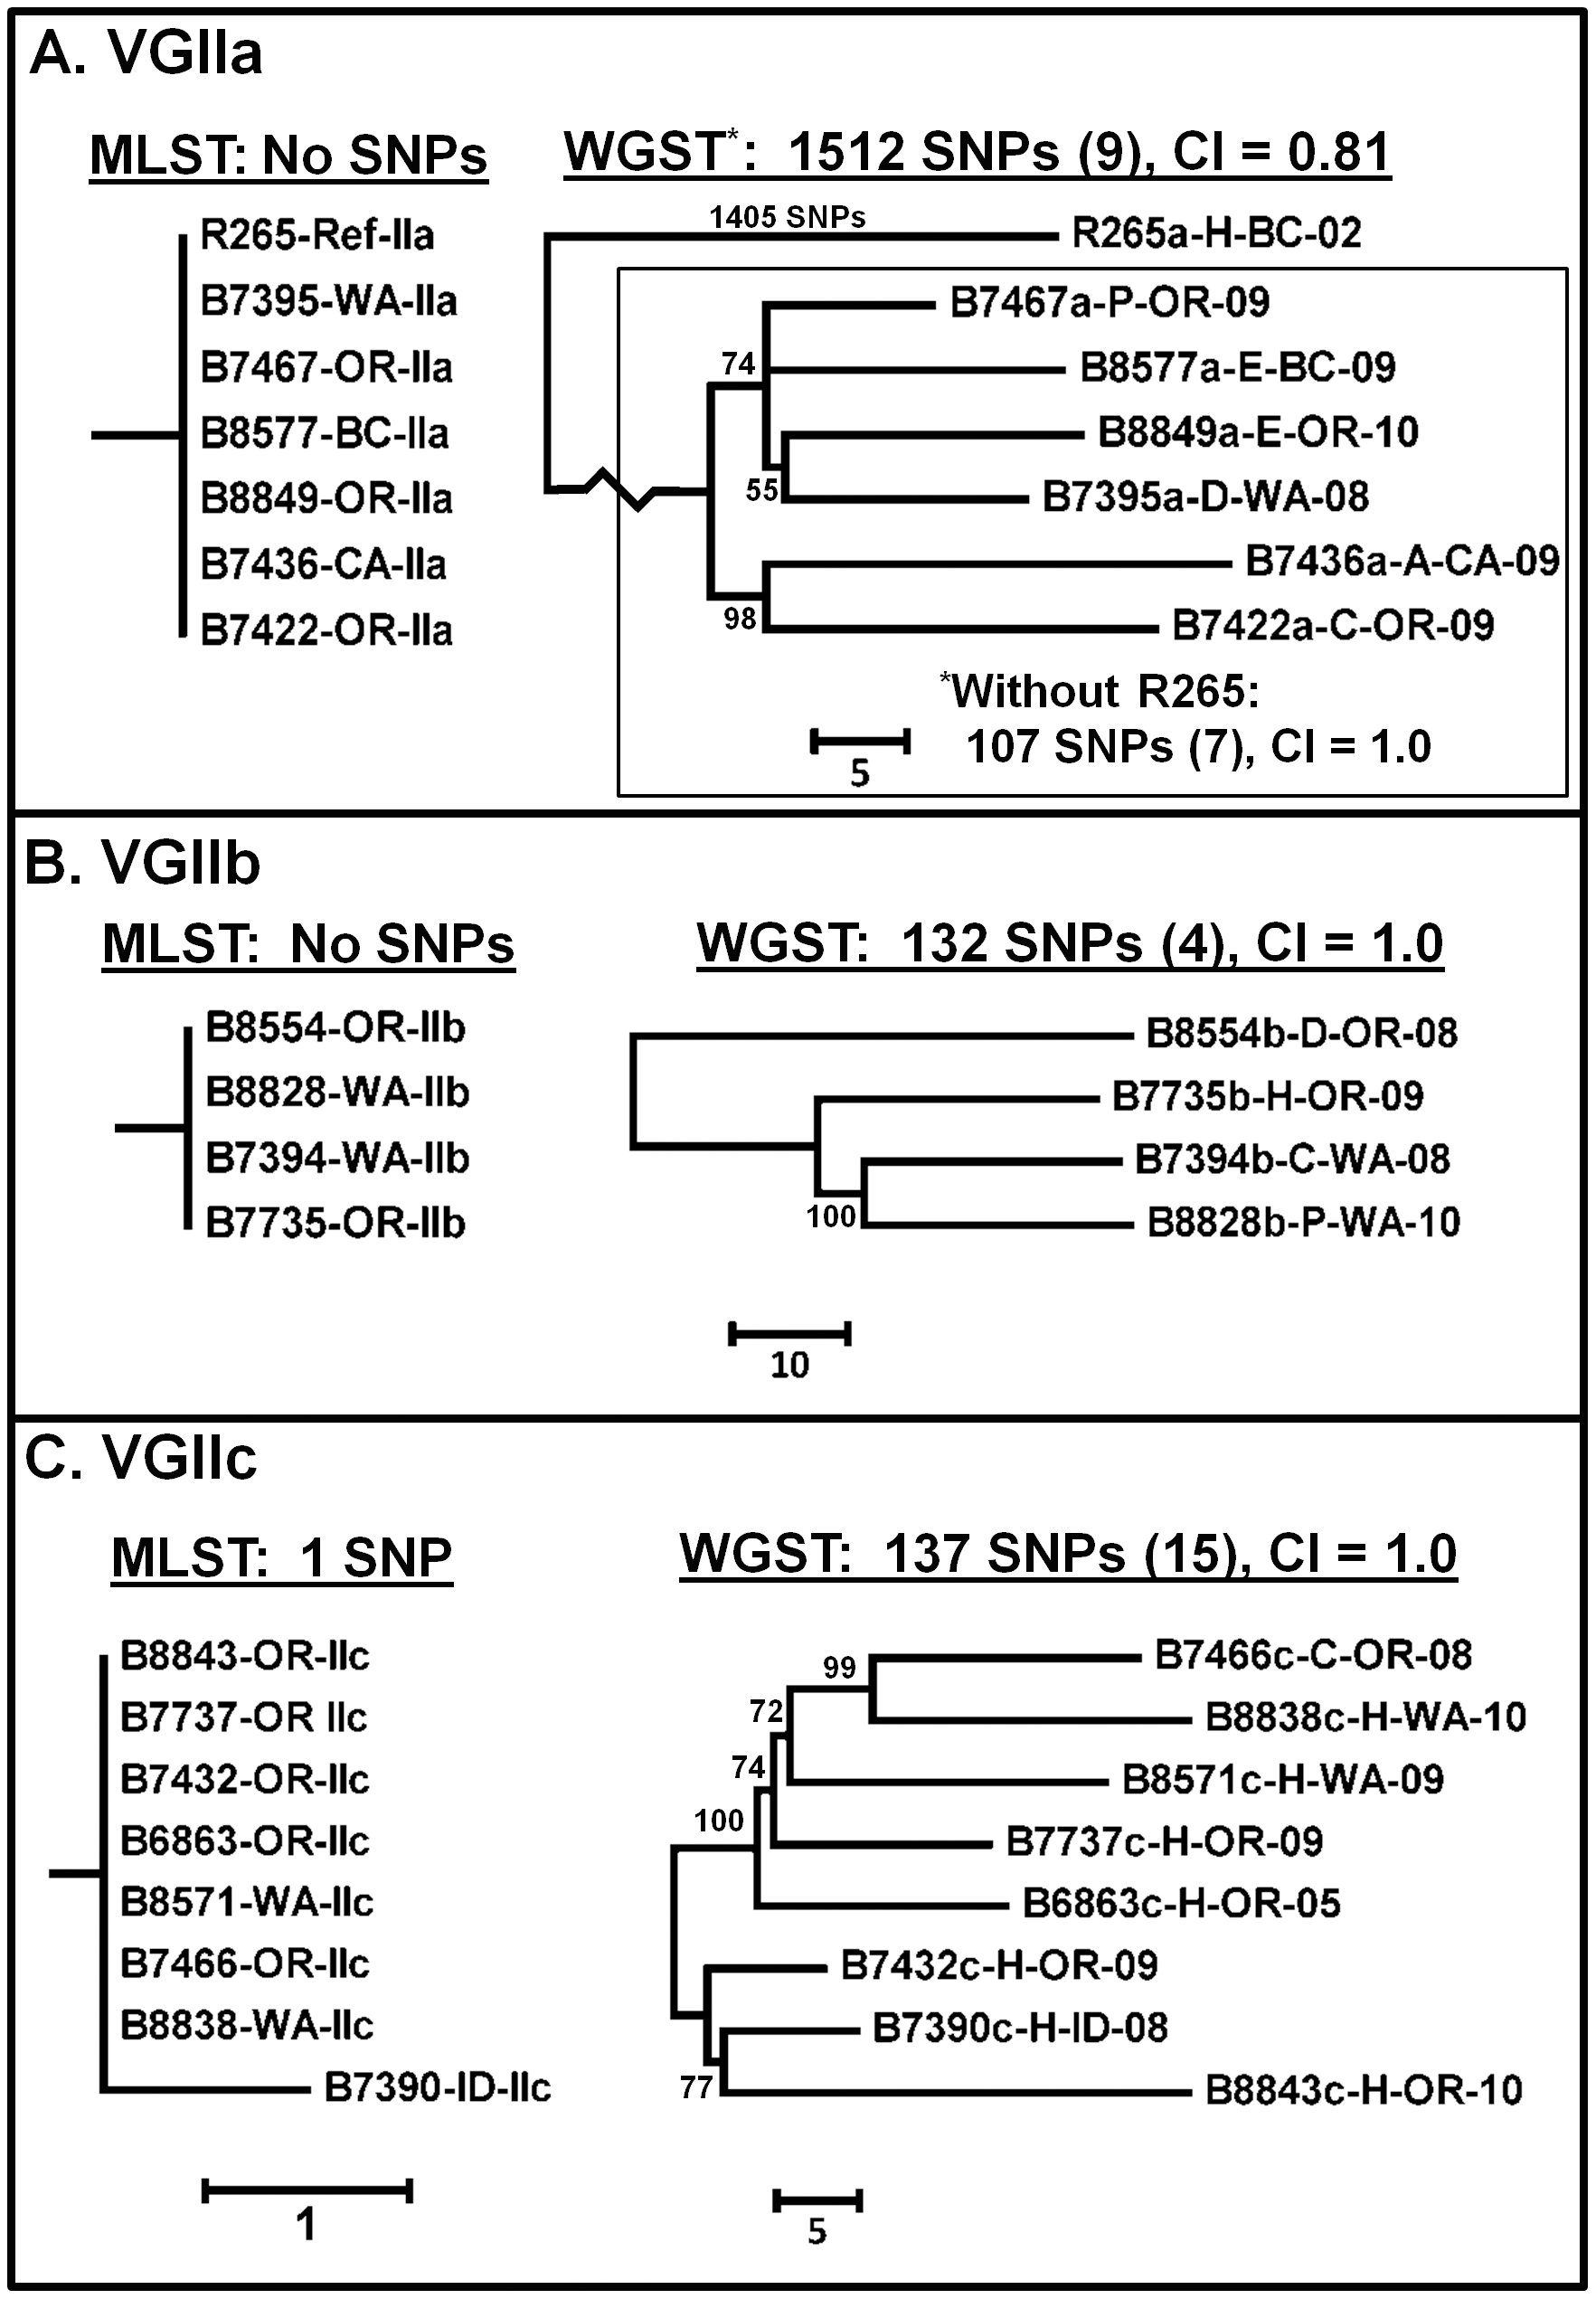 A. VGIIa
MLST: No SNPs
WGST*: 1512 SNPs (9), CI = 0.81
R265-Ref-IIa
B7395-WA-IIa
B7467-OR-IIa
B8577-BC-IIa
B8849-OR-IIa
B7436-CA-IIa
B7422-OR-IIa
1405 SNPs
R265a-H-BC-02
B7467a-P-OR-09
74
B8577a-E-BC-09
B8849a-E-OR-10
55
B7395a-D-WA-08
B7436a-A-CA-09
98
B7422a-C-OR-09
*Without R265:
107 SNPs (7), CI = 1.0
5
B. VGIIb
MLST: No SNPs
WGST: 132 SNPs (4), CI = 1.0
B8554-OR-IIb
B8828-WA-IIb
B7394-WA-IIb
B7735-OR-IIb
B8554b-D-OR-08
B7735b-H-OR-09
B7394b-C-WA-08
100
B8828b-P-WA-10
10
C. VGIIc
MLST: 1 SNP
WGST: 137 SNPs (15), CI = 1.0
B8843-OR-IIc
B7737-OR IIc
B7432-OR-IIc
B6863-OR-IIc
B8571-WA-IIc
B7466-OR-IIc
B8838-WA-IIc
B7390-ID-IIc
1
B7466c-C-OR-08
99
B8838c-H-WA-10
72
B8571c-H-WA-09
74
B7737c-H-OR-09
100
B6863c-H-OR-05
B7432c-H-OR-09
B7390c-H-ID-08
77
B8843c-H-OR-10
5